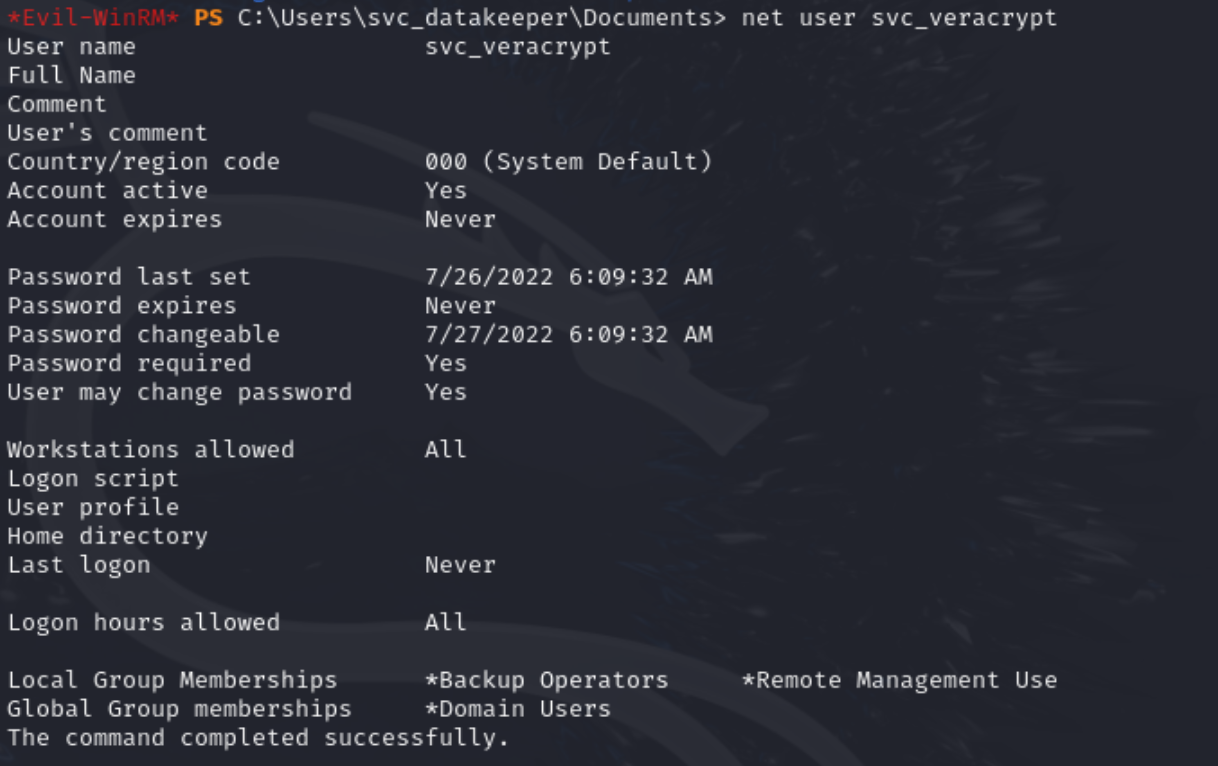 *Evil-WinRM* PS C:\Users\svc_datakeeper\Documents> net user svc_veracrypt
User name                    svc_veracrypt
Full Name
Comment
User's comment
Country/region code          000 (System Default)
Account active               Yes
Account expires              Never

Password last set            7/26/2022 6:09:32 AM
Password expires             Never
Password changeable          7/27/2022 6:09:32 AM
Password required            Yes
User may change password     Yes

Workstations allowed         All
Logon script
User profile
Home directory
Last logon                   Never

Logon hours allowed          All

Local Group Memberships      *Backup Operators     *Remote Management Use
Global Group memberships     *Domain Users
The command completed successfully.